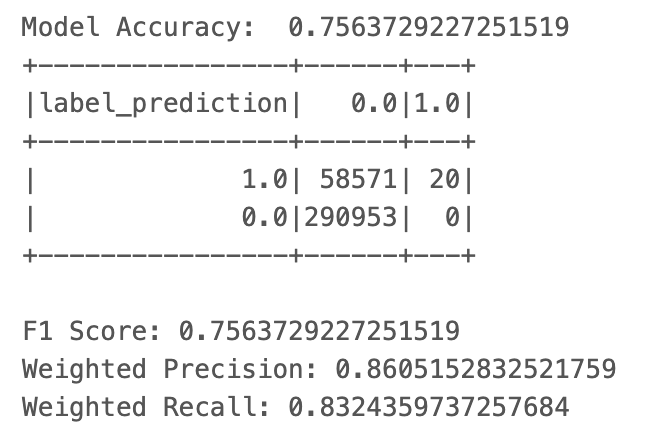 Model Accuracy:  0.7563729227251519
+----------------+------+---+
|label_prediction|   0.0|1.0|
+----------------+------+---+
|             1.0| 58571| 20|
|             0.0|290953|  0|
+----------------+------+---+
F1 Score: 0.7563729227251519
Weighted Precision: 0.8605152832521759
Weighted Recall: 0.8324359737257684